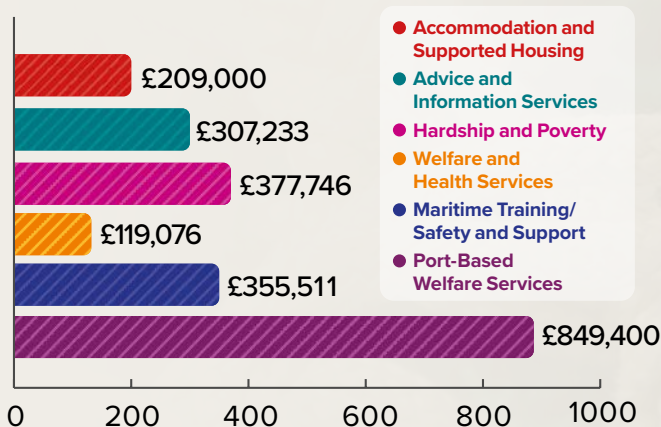 £209,000
£307,233
£377,746
£119,076
£355,511
£849,400
0 200 400 600 800 1000
Accommodation and
Supported Housing
Advice and
Information Services
Hardship and Poverty
Welfare and
Health Services
Maritime Training/
Safety and Support
Port-Based
Welfare Services